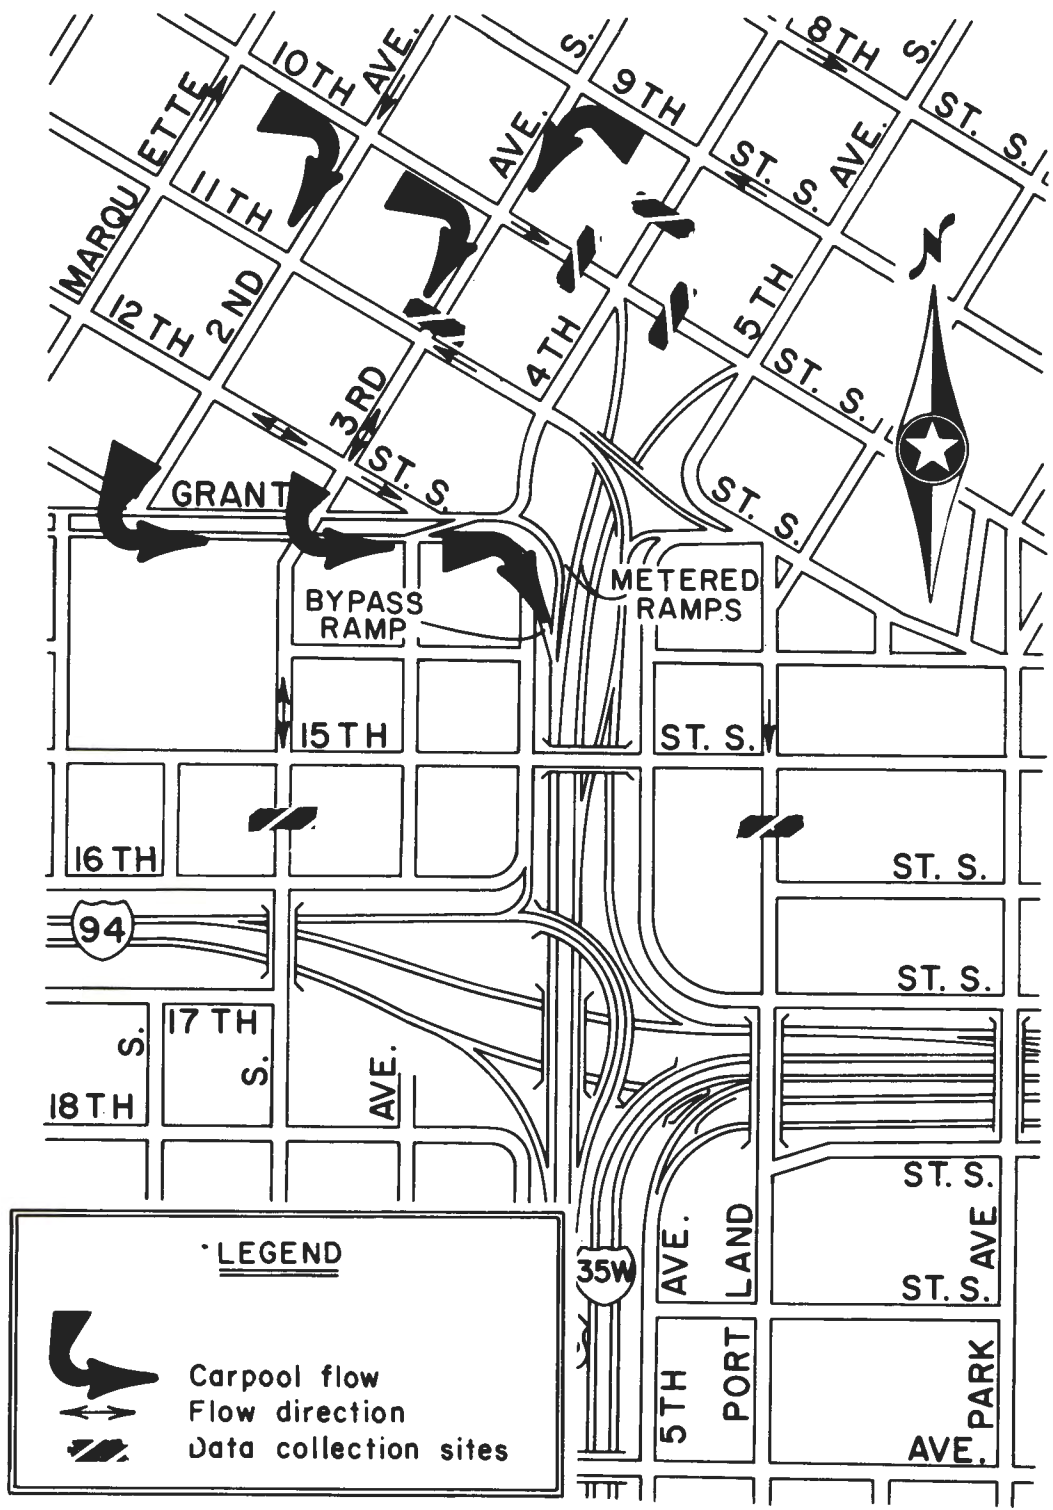 8TH
S.
10TH
AVE.
S.
9TH
ST. S.
MARQU
ETTE
AVE.
ST. S.
AVE.
11TH
N
12TH
2ND
4TH
5TH
3RD
ST. S.
ST. S.
GRANT
ST. S.
BYPASS
RAMP
METERED
RAMPS
15TH
ST. S.
16TH
ST. S.
94
ST. S.
17TH
S.
S.
AVE.
18TH
ST. S.
AVE.
LAND
AVE
35W
ST. S.
5TH
PORT
PARK
AVE.
LEGEND
Carpool flow
Flow direction
Data collection sites